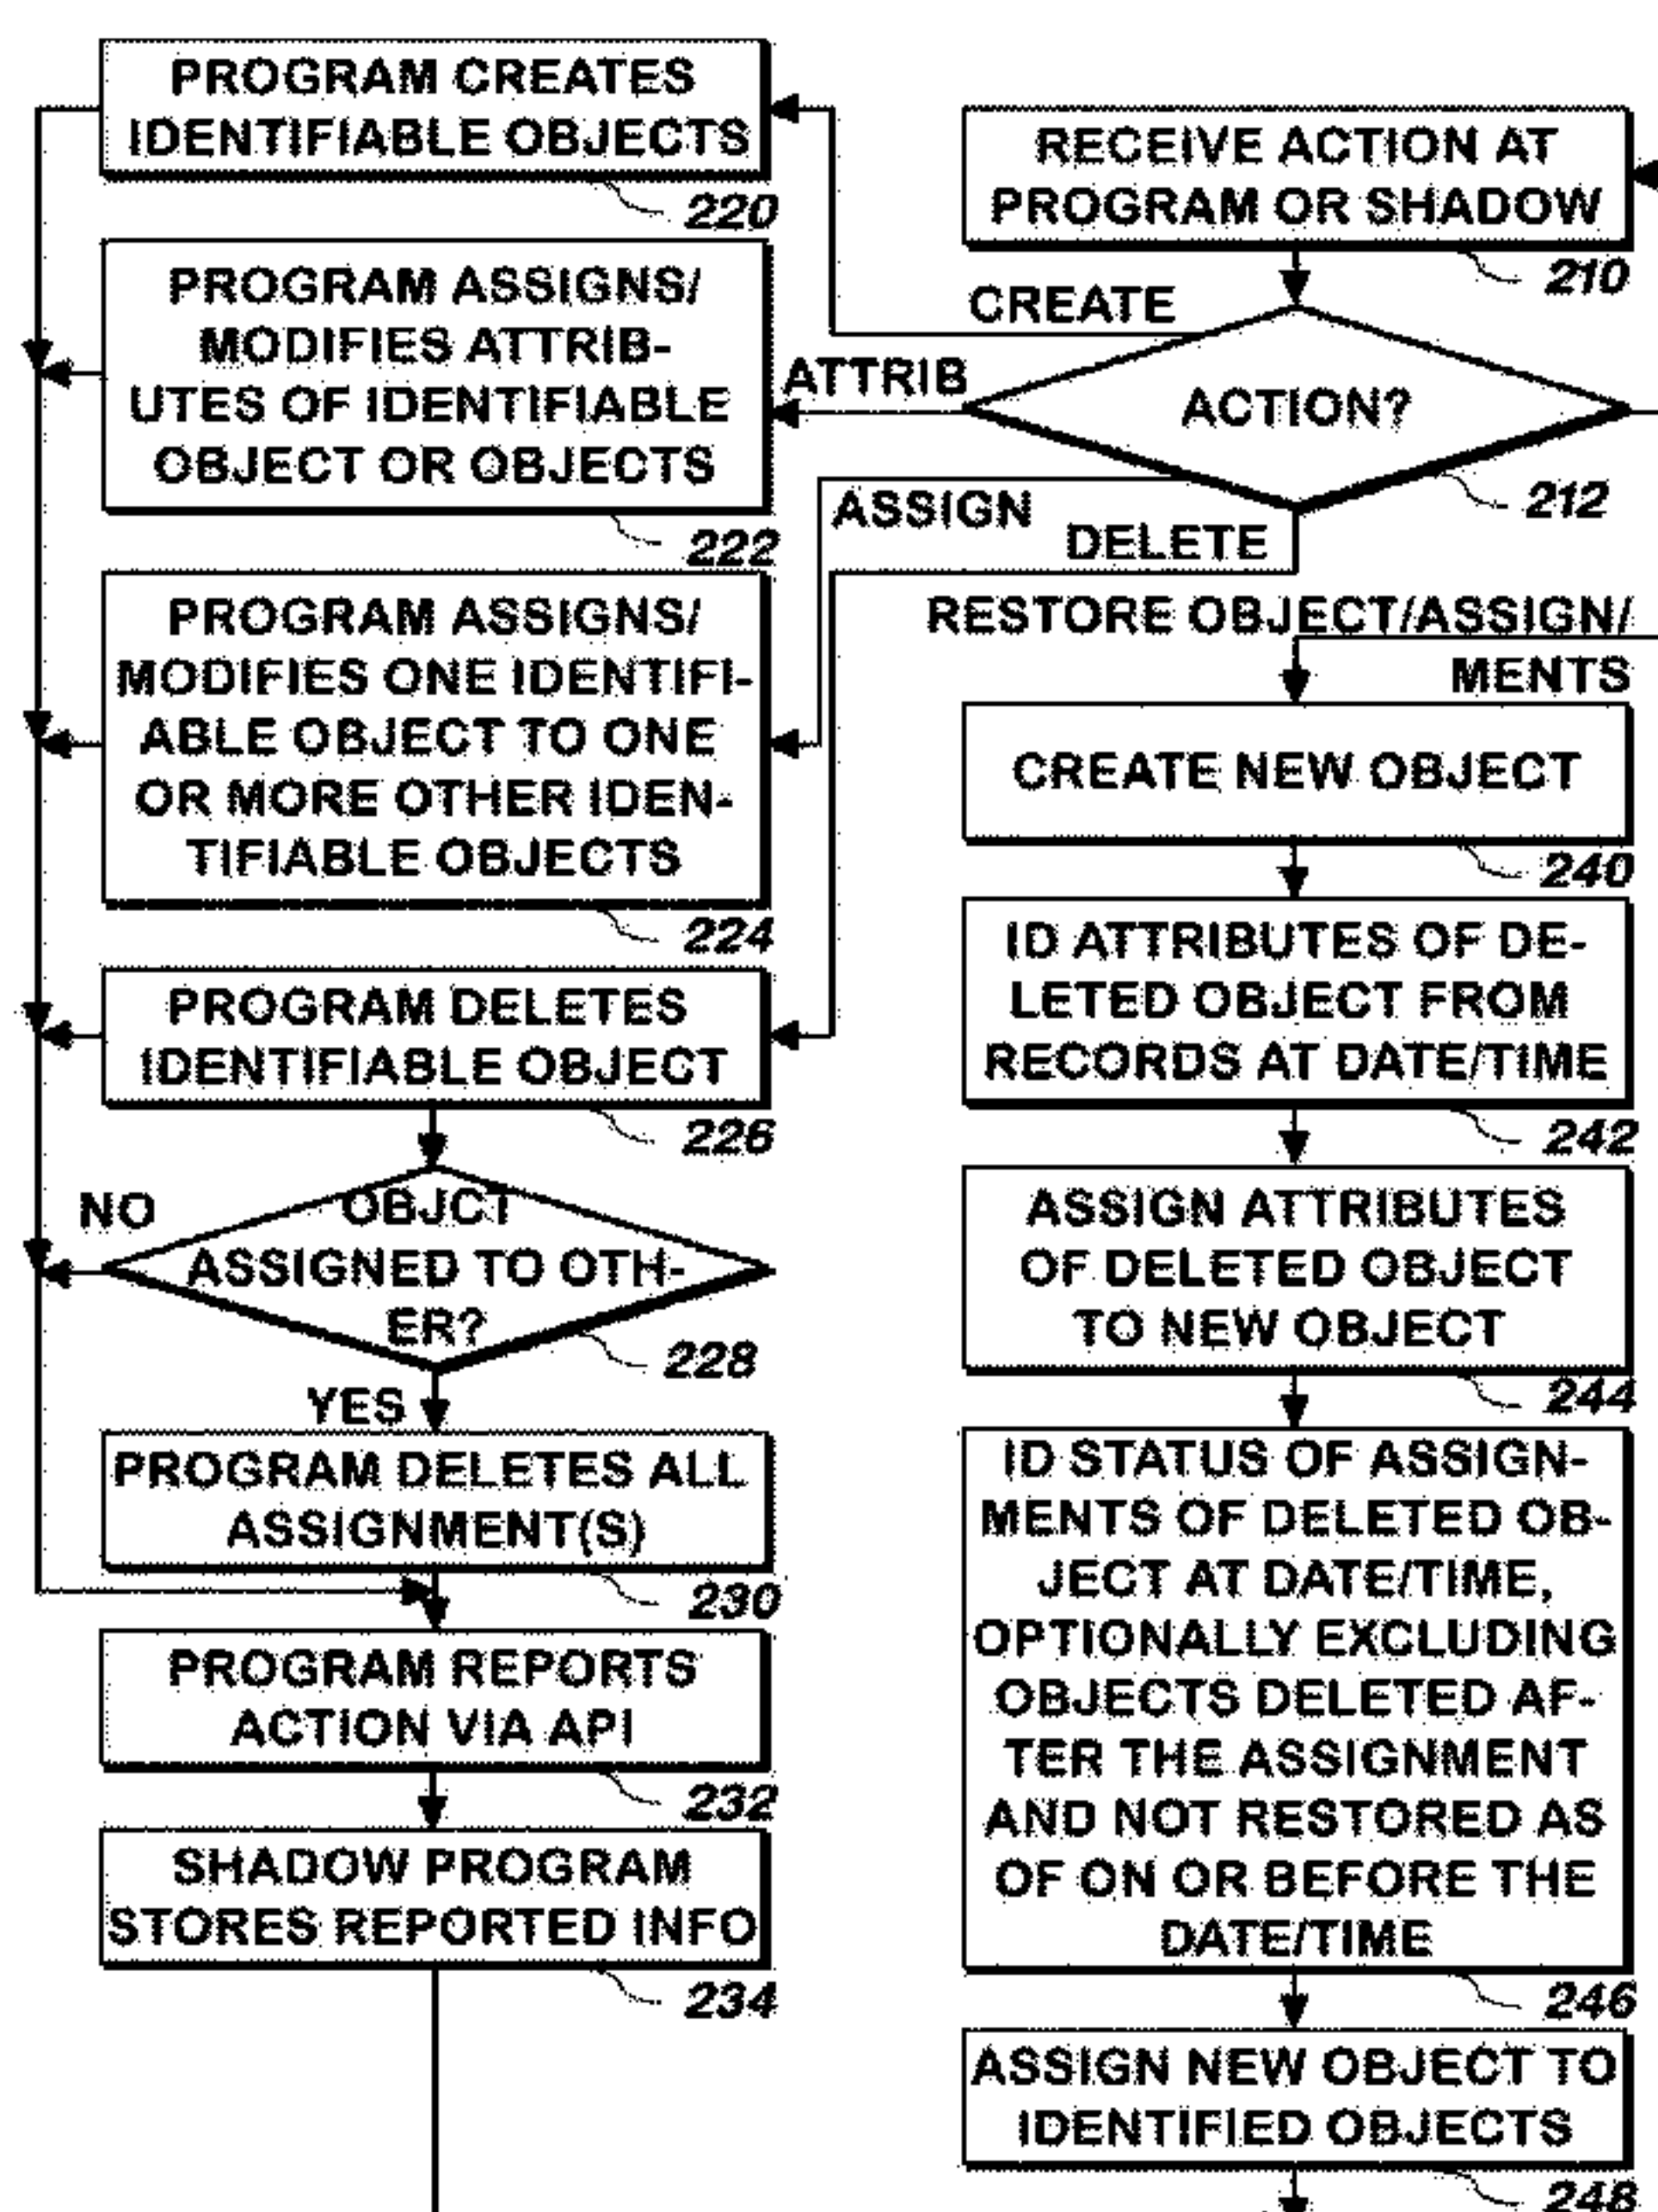 PROGRAM CREATES
IDENTIFIABLE OBJECTS
220
PROGRAM ASSIGNS/
MODIFIES ATTRIB-
UTES OF IDENTIFIABLE
OBJECT OR OBJECTS
222
PROGRAM ASSIGNS/
MODIFIES ONE IDENTIFI-
ABLE OBJECT TO ONE
OR MORE OTHER IDEN-
TIFIABLE OBJECTS
224
PROGRAM DELETES
IDENTIFIABLE OBJECT
226
NO
OBJCT
ASSIGNED TO OTH-
ER?
228
YES
PROGRAM DELETES ALL
ASSIGNMENT(S)
230
PROGRAM REPORTS
ACTION VIA API
232
SHADOW PROGRAM
STORES REPORTED INFO
234
RECEIVE ACTION AT
PROGRAM OR SHADOW
210
CREATE
ATTRIB
ACTION?
212
ASSIGN
DELETE
RESTORE OBJECT/ASSIGN/
MENTS
CREATE NEW OBJECT
240
ID ATTRIBUTES OF DE-
LETED OBJECT FROM
RECORDS AT DATE/TIME
242
ASSIGN ATTRIBUTES
OF DELETED OBJECT
TO NEW OBJECT
244
ID STATUS OF ASSIGN-
MENTS OF DELETED OB-
JECT AT DATE/TIME,
OPTIONALLY EXCLUDING
OBJECTS DELETED AF-
TER THE ASSIGNMENT
AND NOT RESTORED AS
OF ON OR BEFORE THE
DATE/TIME
246
ASSIGN NEW OBJECT TO
IDENTIFIED OBJECTS
248